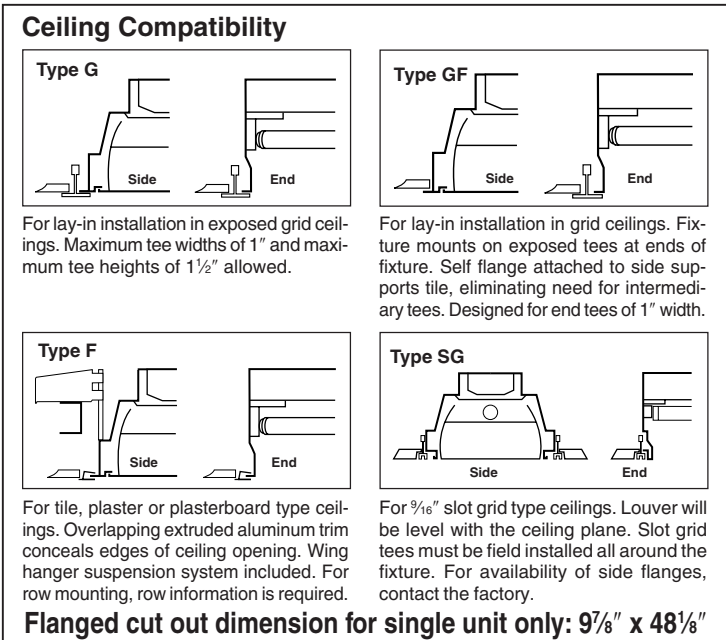 Ceiling Compatibility
Type G
Side
End
For lay-in installation in exposed grid ceil-
ings. Maximum tee widths of 1″ and maxi-
mum tee heights of 1½″ allowed.
Type GF
Side
End
For lay-in installation in grid ceilings. Fix-
ture mounts on exposed tees at ends of
fixture. Self flange attached to side sup-
ports tile, eliminating need for intermedi-
ary tees. Designed for end tees of 1″ width.
Type F
Side
End
For tile, plaster or plasterboard type ceil-
ings. Overlapping extruded aluminum trim
conceals edges of ceiling opening. Wing
hanger suspension system included. For
row mounting, row information is required.
Type SG
Side
End
For 9⁄16″ slot grid type ceilings. Louver will
be level with the ceiling plane. Slot grid
tees must be field installed all around the
fixture. For availability of side flanges,
contact the factory.
Flanged cut out dimension for single unit only: 9⅞″ x 48⅛″